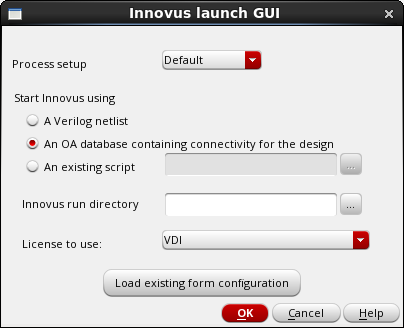 Innovus launch GUI
Process setup Default
Start Innovus using
A Verilog netlist
An OA database containing connectivity for the design
An existing script ...
Innovus run directory ...
License to use: VDI
Load existing form configuration
OK Cancel Help